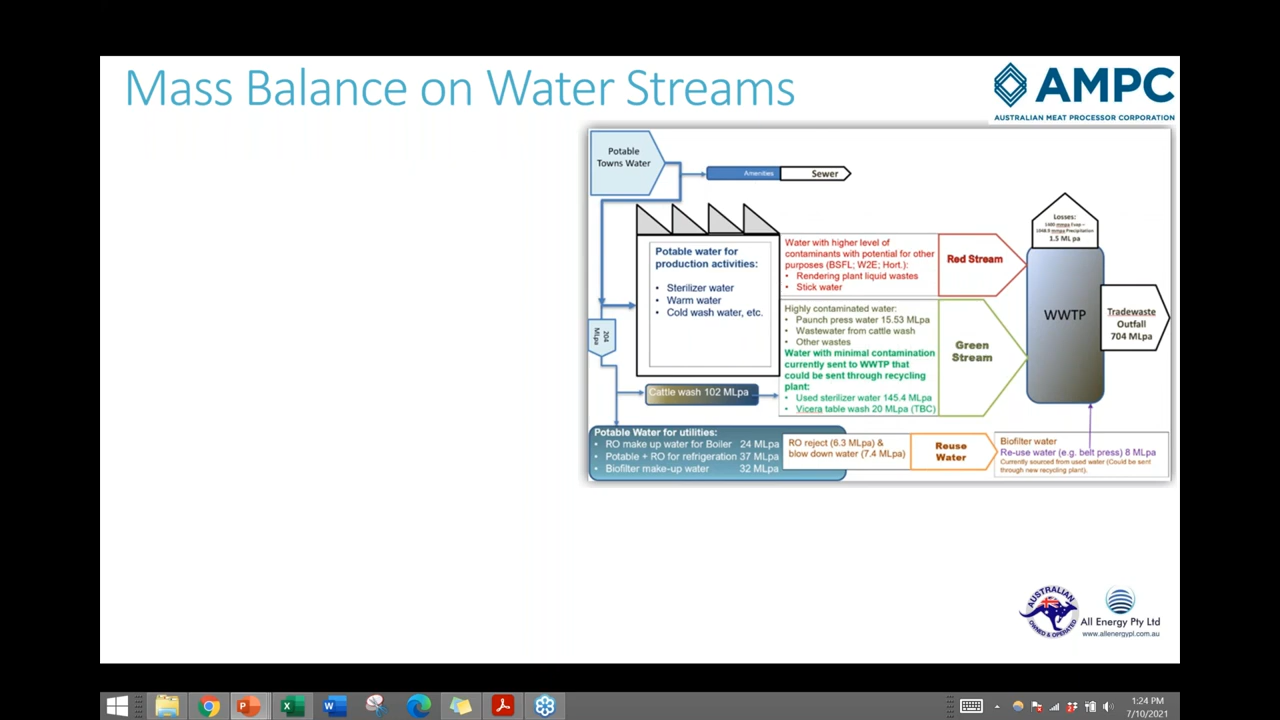 Mass Balance on Water Streams
AMPC
AUSTRALIAN MEAT PROCESSOR CORPORATION
Potable
Towns Water
Amenities
Sewer
204
MLpa
Potable water for
production activities:
• Sterilizer water
• Warm water
• Cold wash water, etc.
Cattle wash 102 MLpa
Water with higher level of
contaminants with potential for other
purposes (BSFL; W2E; Hort.):
• Rendering plant liquid wastes
• Stick water
Red Stream
Highly contaminated water:
• Paunch press water 15.53 MLpa
• Wastewater from cattle wash
• Other wastes
Water with minimal contamination
currently sent to WWTP that
could be sent through recycling
plant:
• Used sterilizer water 145.4 MLpa
• Vicera table wash 20 MLpa (TBC)
Green
Stream
Losses:
1.5 ML pa
WWTP
Tradewaste
Outfall
704 MLpa
Potable Water for utilities:
• RO make up water for Boiler 24 MLpa
• Potable + RO for refrigeration 37 MLpa
• Biofilter make-up water 32 MLpa
RO reject (6.3 MLpa) &
blow down water (7.4 MLpa)
Reuse
Water
Biofilter water
Re-use water (e.g. belt press) 8 MLpa
Currently sourced from used water (Could be sent
through new recycling plant).
AUSTRALIAN
OWNED & OPERATED
All Energy Pty Ltd
www.allenergypl.com.au
1:24 PM
7/10/2021